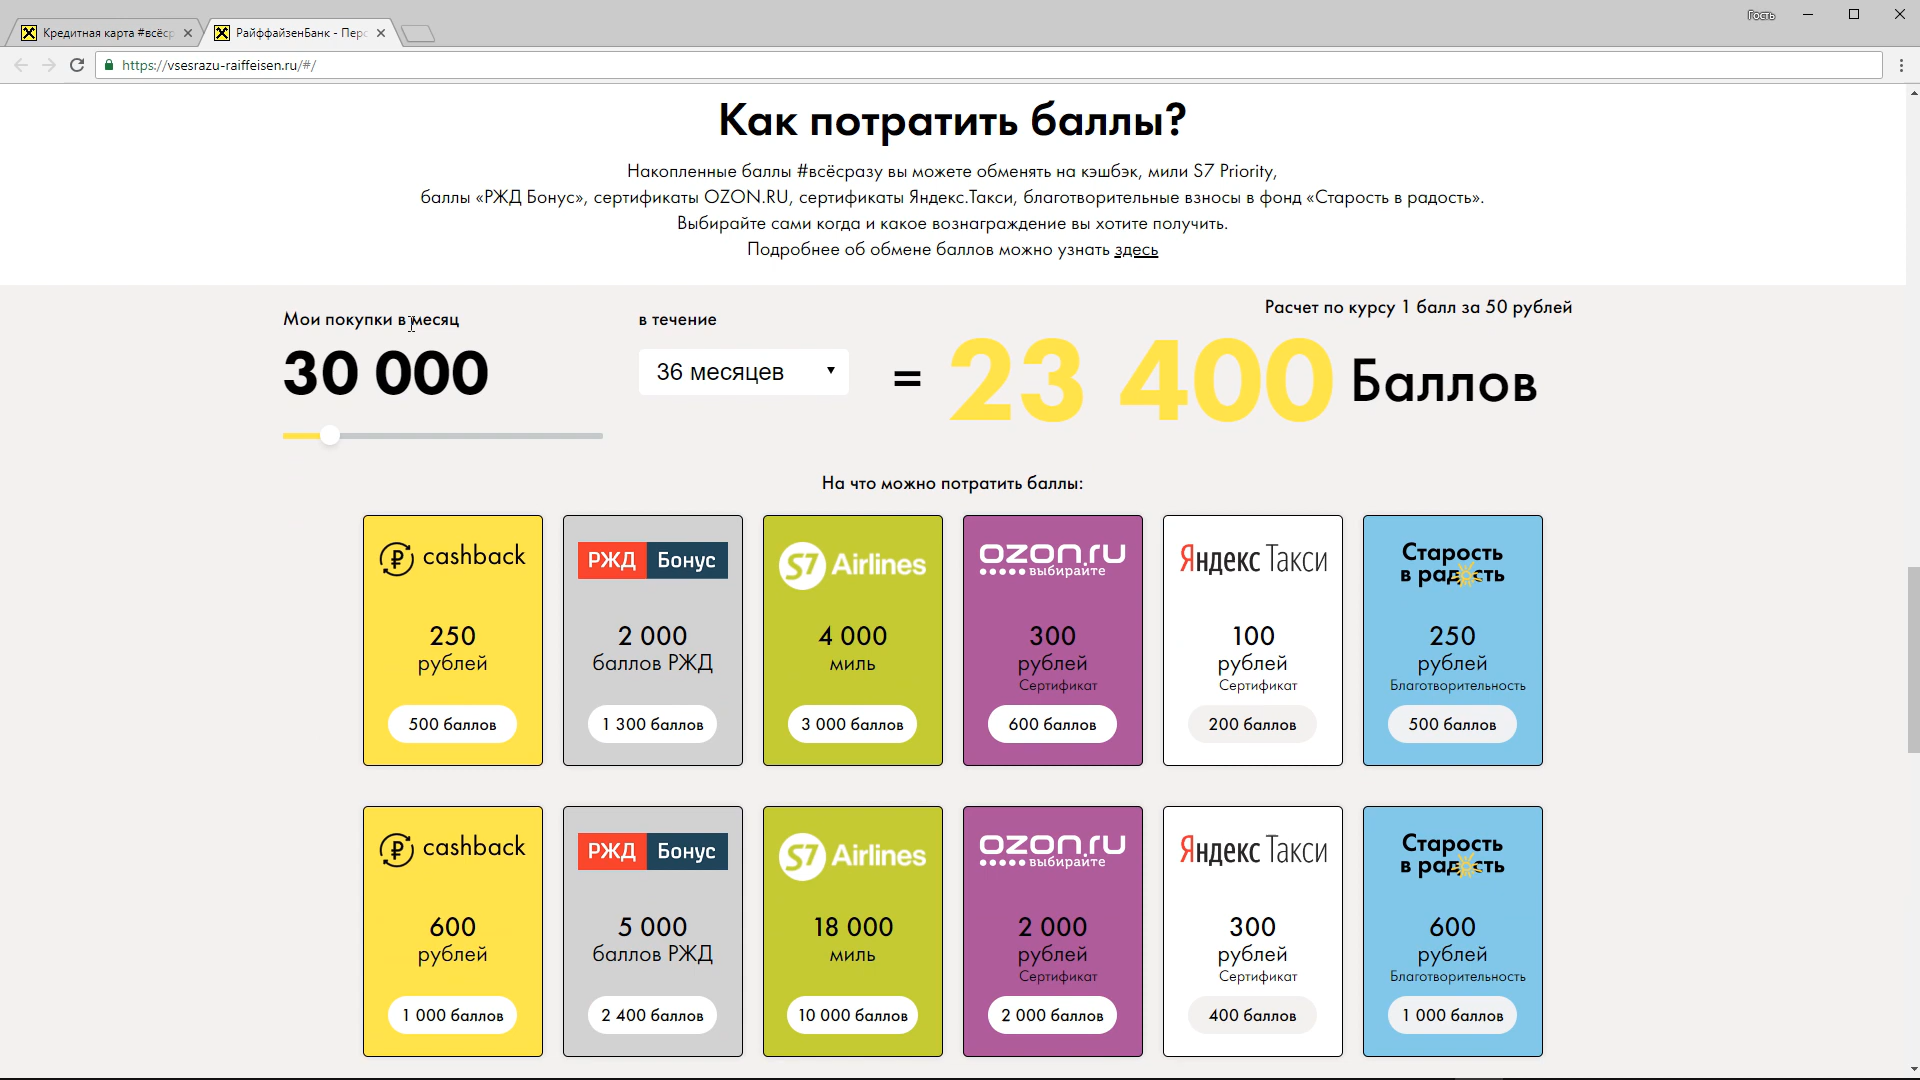 Гость
Кредитная карта #всёср
РайффайзенБанк - Перс
https://vsesrazu-raiffeisen.ru/#/
Как потратить баллы?
Накопленные баллы #всёсразу вы можете обменять на кэшбэк, мили S7 Priority,
баллы «РЖД Бонус», сертификаты OZON.RU, сертификаты Яндекс.Такси, благотворительные взносы в фонд «Старость в радость».
Выбирайте сами когда и какое вознаграждение вы хотите получить.
Подробнее об обмене баллов можно узнать здесь
Расчет по курсу 1 балл за 50 рублей
Мои покупки в месяц
в течение
30 000
36 месяцев
= 23 400 Баллов
На что можно потратить баллы:
cashback
250
рублей
500 баллов
РЖД Бонус
2 000
баллов РЖД
1 300 баллов
S7 Airlines
4 000
миль
3 000 баллов
ozon.ru
выбирайте
300
рублей
Сертификат
600 баллов
Яндекс Такси
100
рублей
Сертификат
200 баллов
Старость
в радость
250
рублей
Благотворительность
500 баллов
cashback
600
рублей
1 000 баллов
РЖД Бонус
5 000
баллов РЖД
2 400 баллов
S7 Airlines
18 000
миль
10 000 баллов
ozon.ru
выбирайте
2 000
рублей
Сертификат
2 000 баллов
Яндекс Такси
300
рублей
Сертификат
400 баллов
Старость
в радость
600
рублей
Благотворительность
1 000 баллов